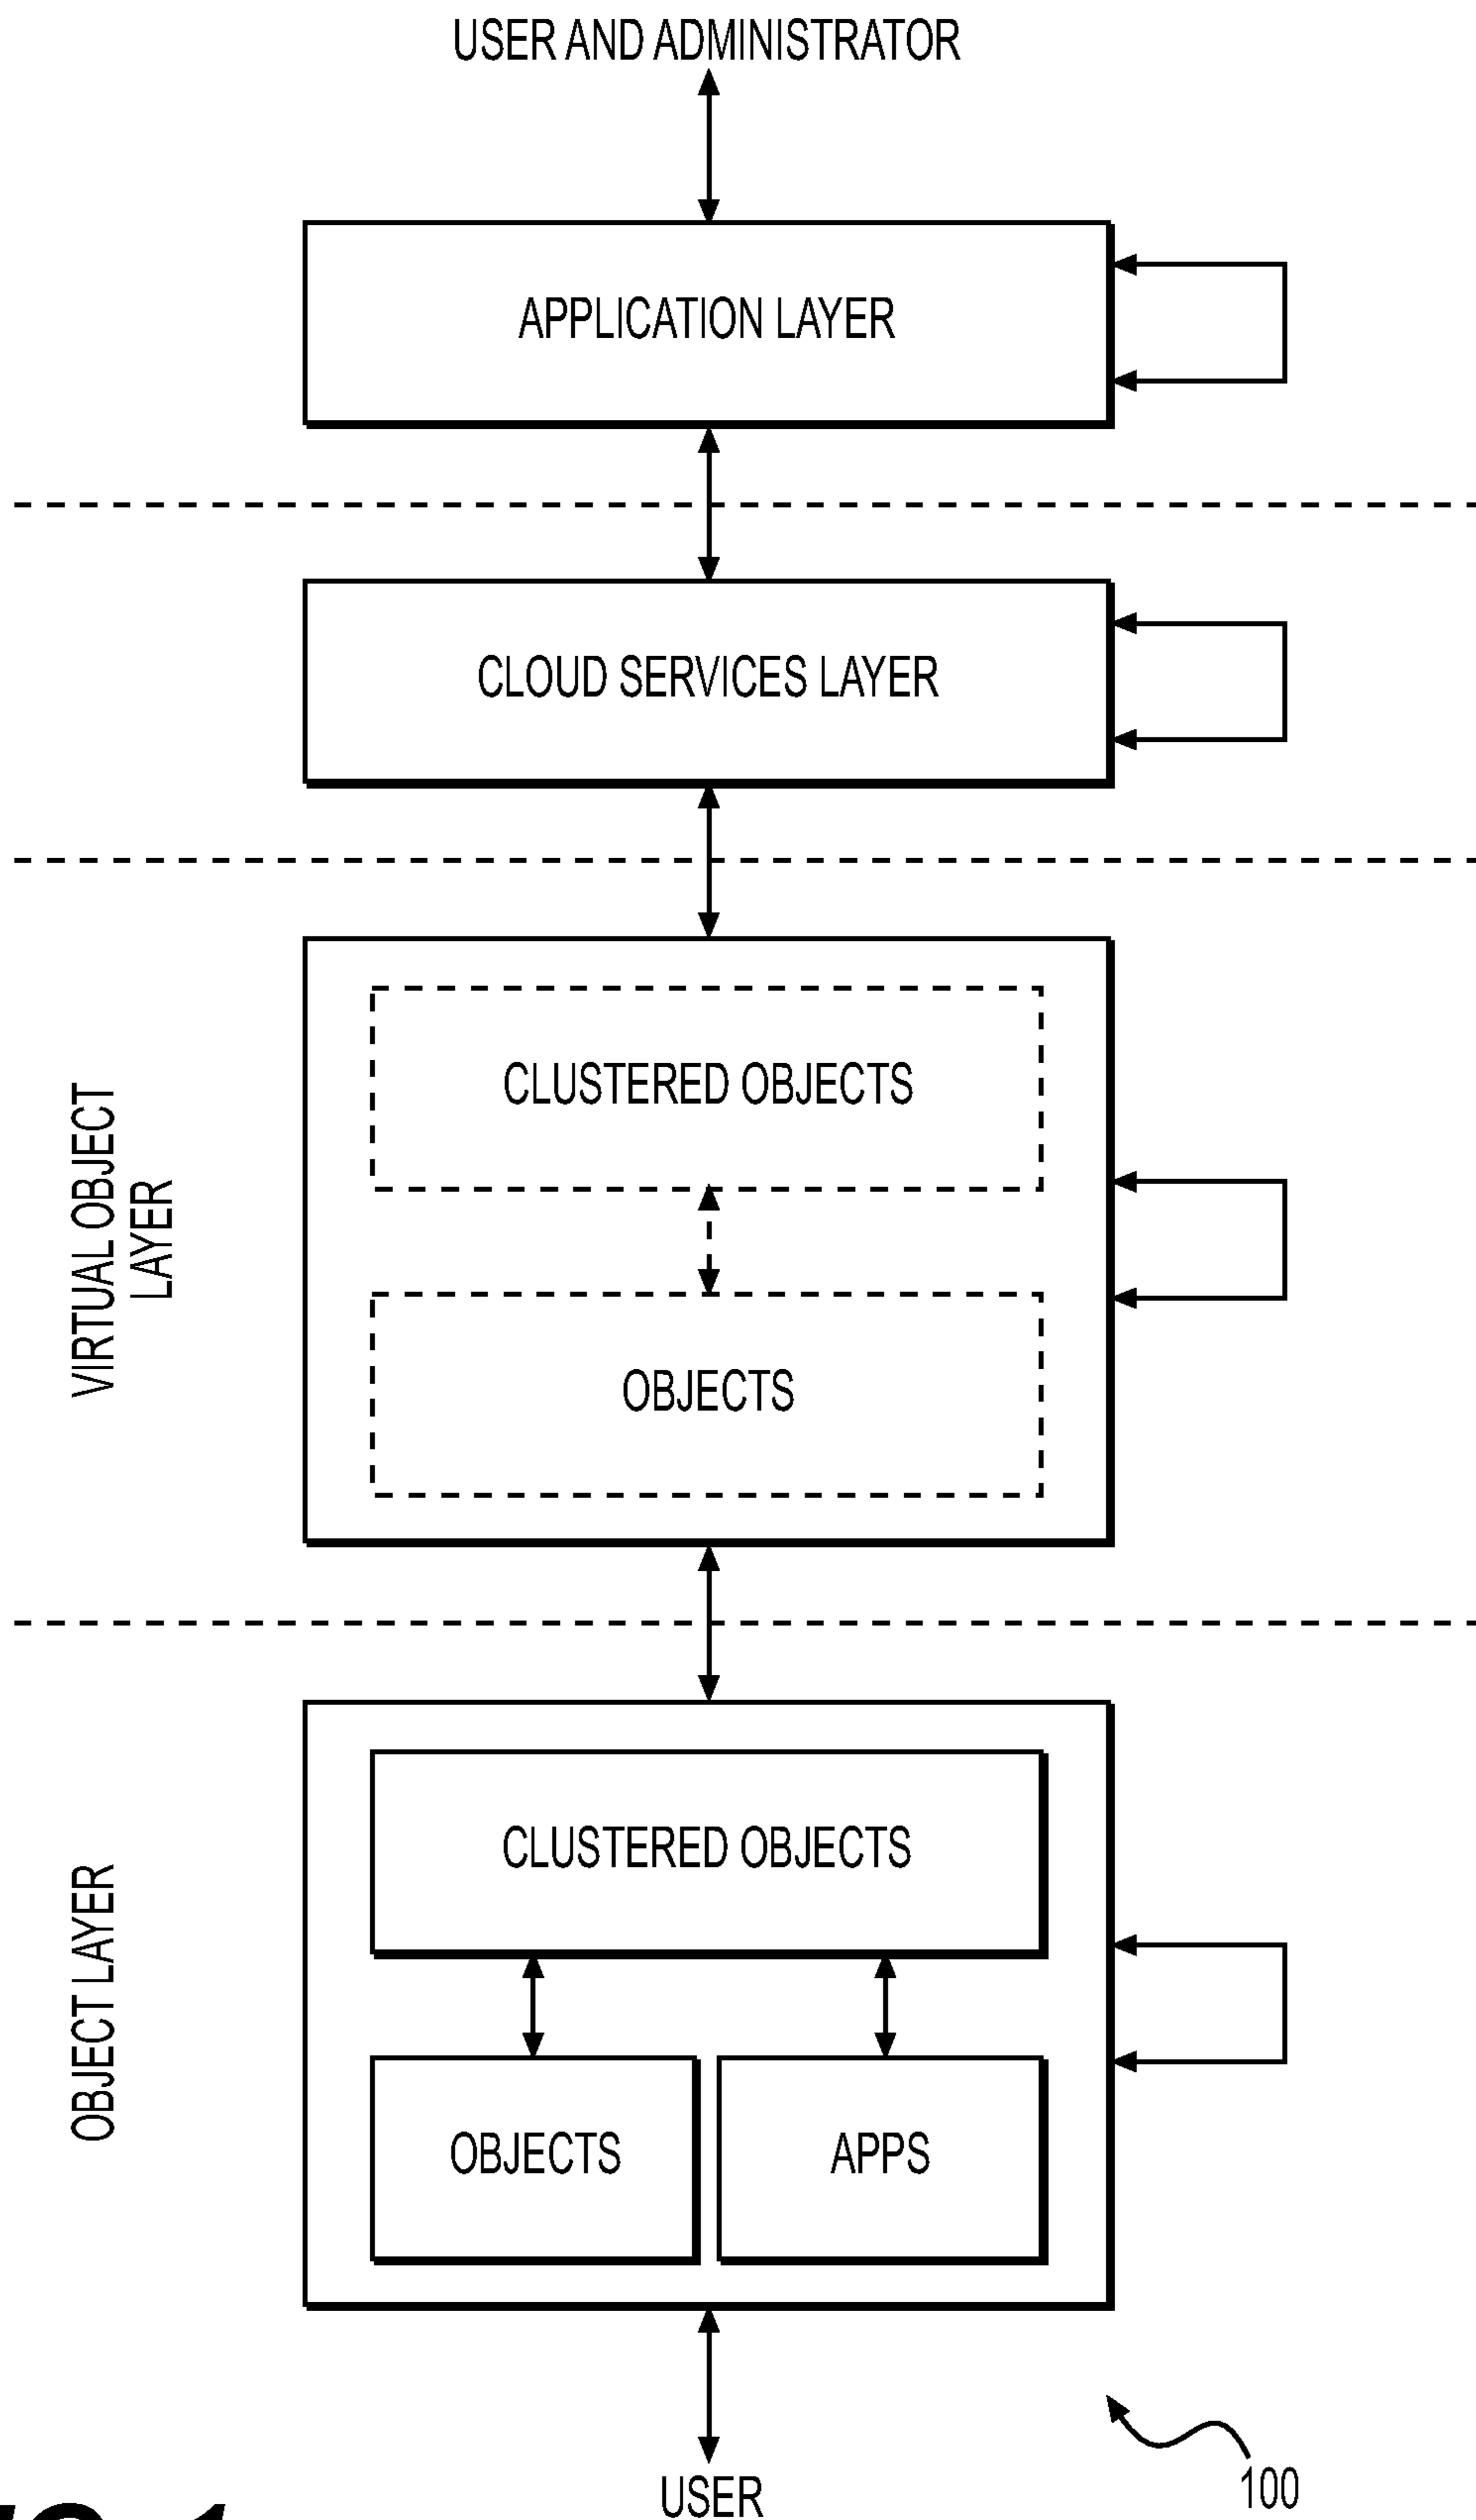 USER AND ADMINISTRATOR
APPLICATION LAYER
CLOUD SERVICES LAYER
VIRTUAL OBJECT
LAYER
CLUSTERED OBJECTS
OBJECTS
OBJECT LAYER
CLUSTERED OBJECTS
OBJECTS
APPS
USER
100